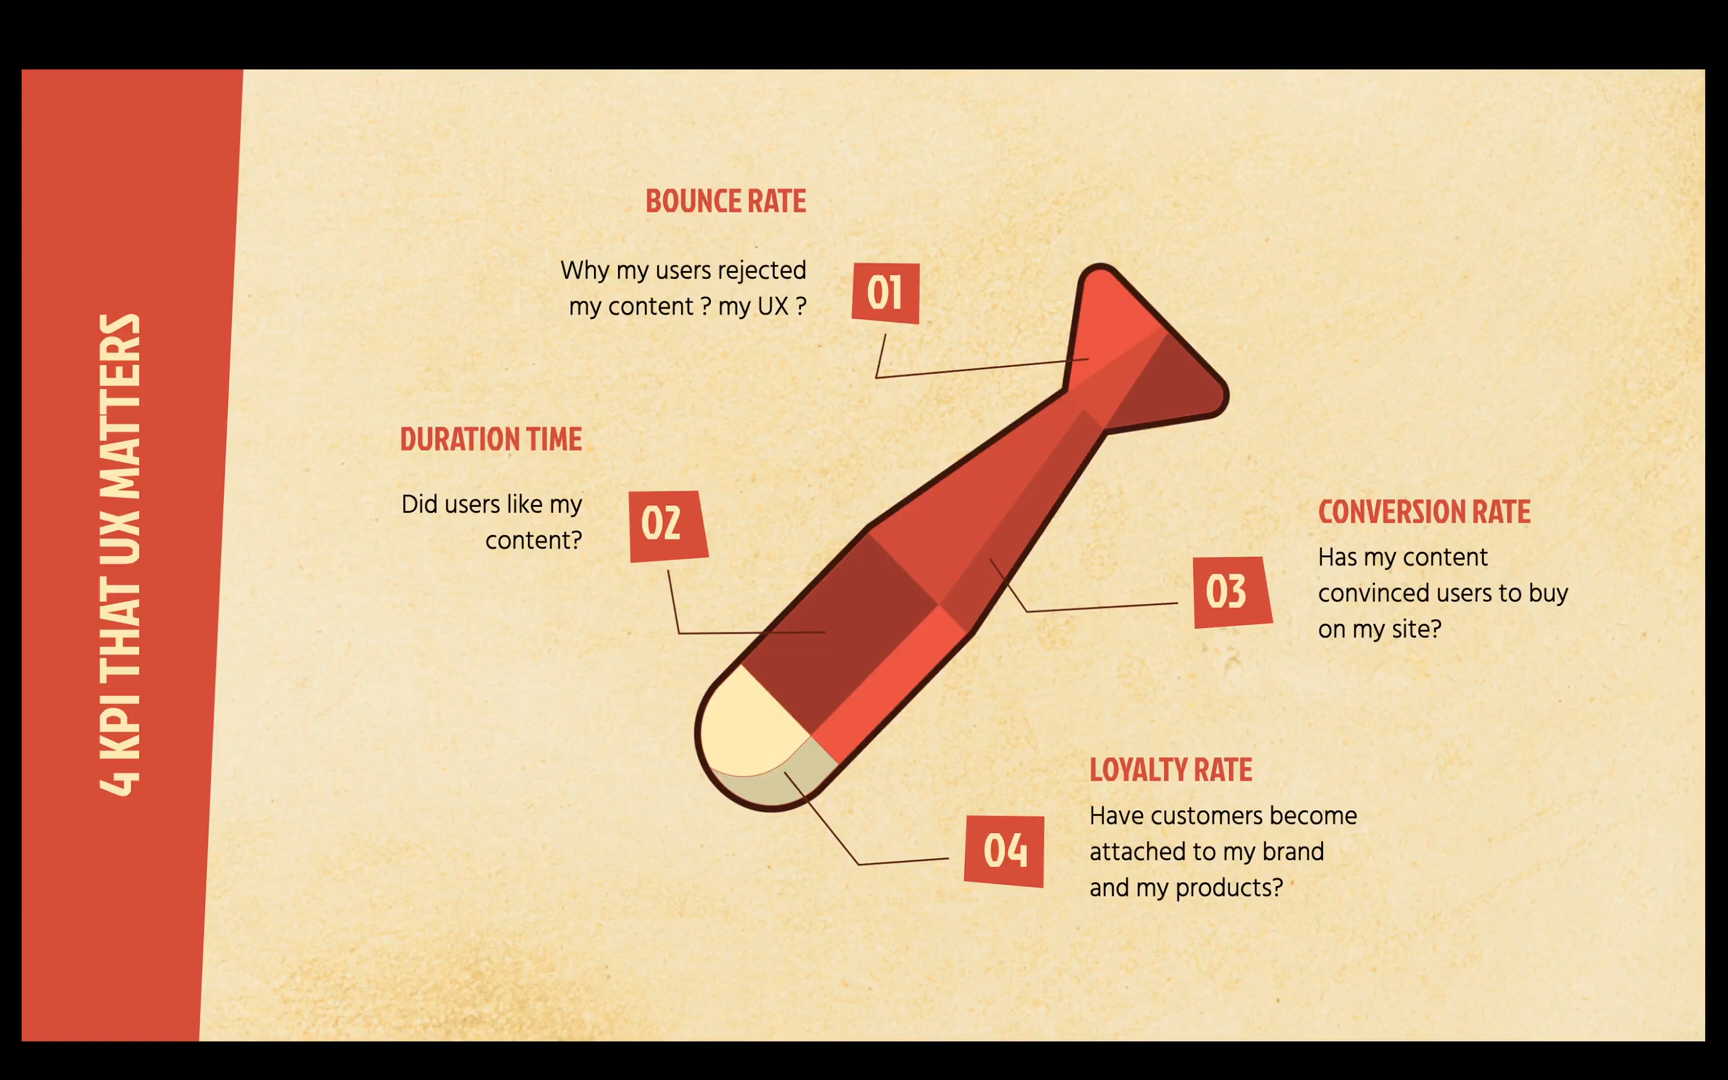 4 KPI THAT UX MATTERS
BOUNCE RATE
Why my users rejected
my content ? my UX ?
01
DURATION TIME
Did users like my
content?
02
CONVERSION RATE
Has my content
convinced users to buy
on my site?
03
LOYALTY RATE
Have customers become
attached to my brand
and my products?
04